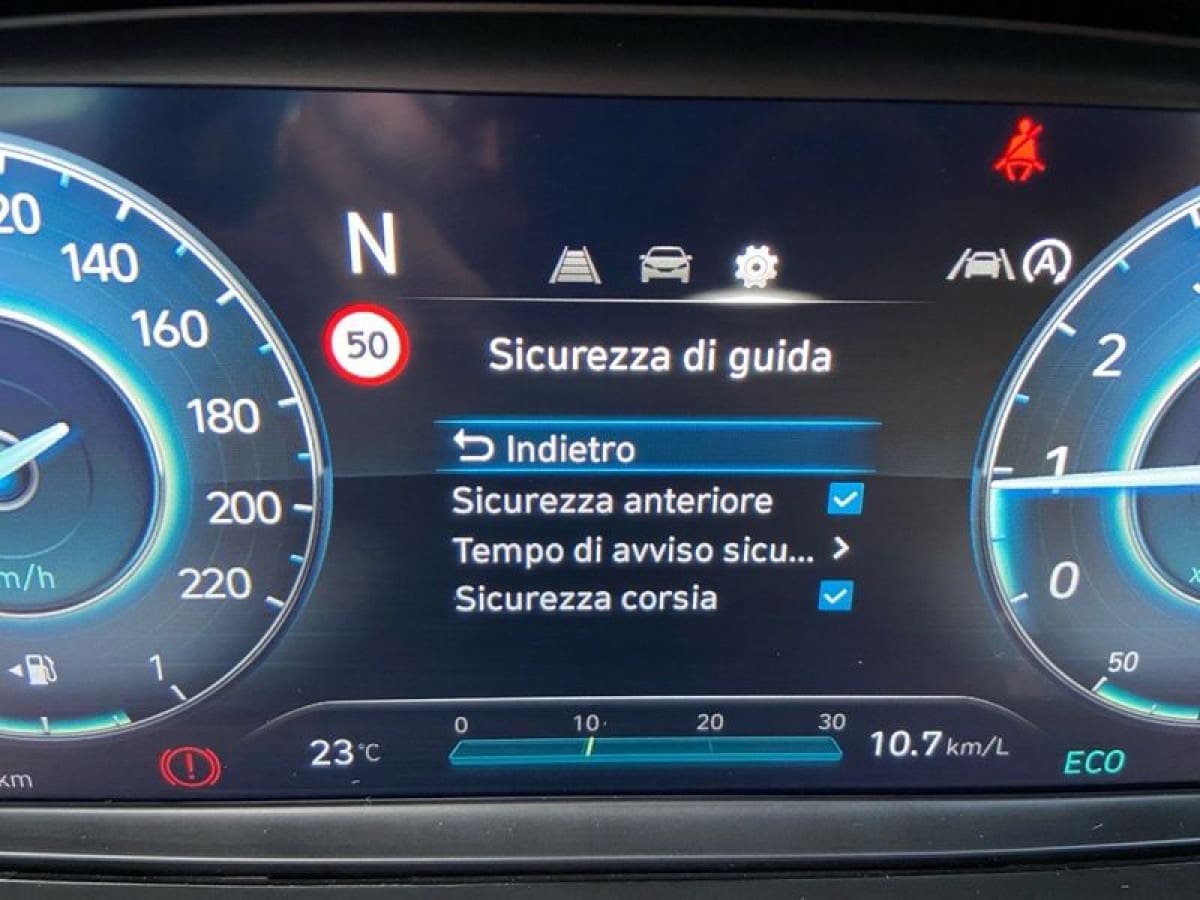 20
140
160
180
200
220
m/h
1
km
N
50
Sicurezza di guida
Indietro
Sicurezza anteriore
Tempo di avviso sicu...
Sicurezza corsia
0 10 20 30
23°C
10.7 km/L
A
2
1
0
50
x
ECO